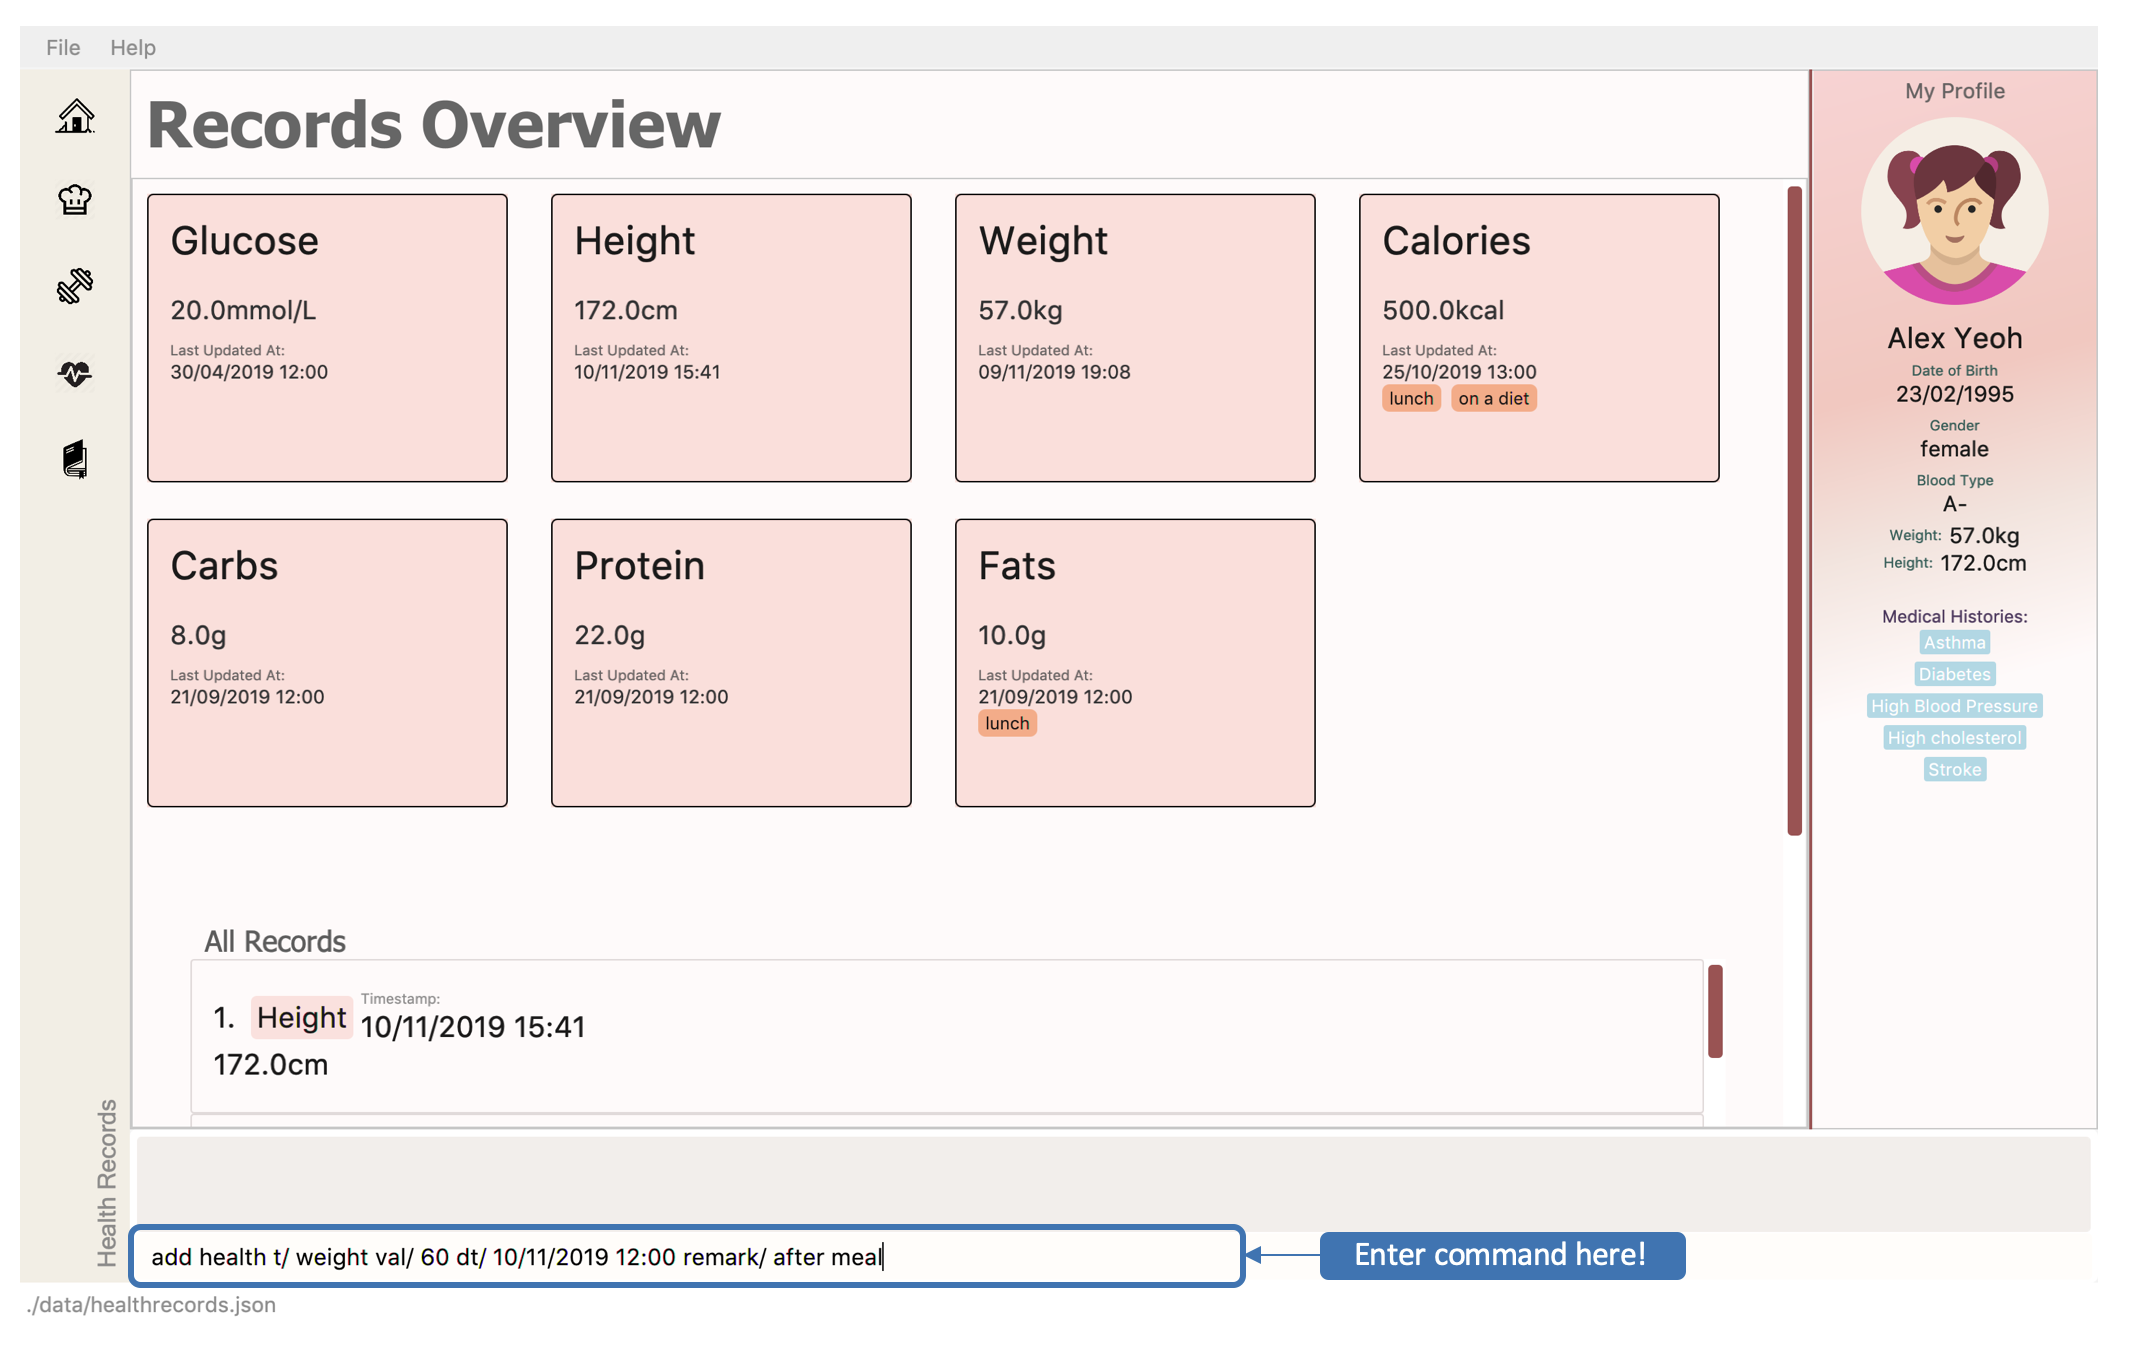 File Help
Records Overview
Glucose
20.0mmol/L
Last Updated At:
30/04/2019 12:00
Height
172.0cm
Last Updated At:
10/11/2019 15:41
Weight
57.0kg
Last Updated At:
09/11/2019 19:08
Calories
500.0kcal
Last Updated At:
25/10/2019 13:00
lunch on a diet
Carbs
8.0g
Last Updated At:
21/09/2019 12:00
Protein
22.0g
Last Updated At:
21/09/2019 12:00
Fats
10.0g
Last Updated At:
21/09/2019 12:00
lunch
All Records
Timestamp:
1. Height 10/11/2019 15:41
172.0cm
My Profile
Alex Yeoh
Date of Birth
23/02/1995
Gender
female
Blood Type
A-
Weight: 57.0kg
Height: 172.0cm
Medical Histories:
Asthma
Diabetes
High Blood Pressure
High cholesterol
Stroke
Health Records
add health t/ weight val/ 60 dt/ 10/11/2019 12:00 remark/ after meal
Enter command here!
./data/healthrecords.json